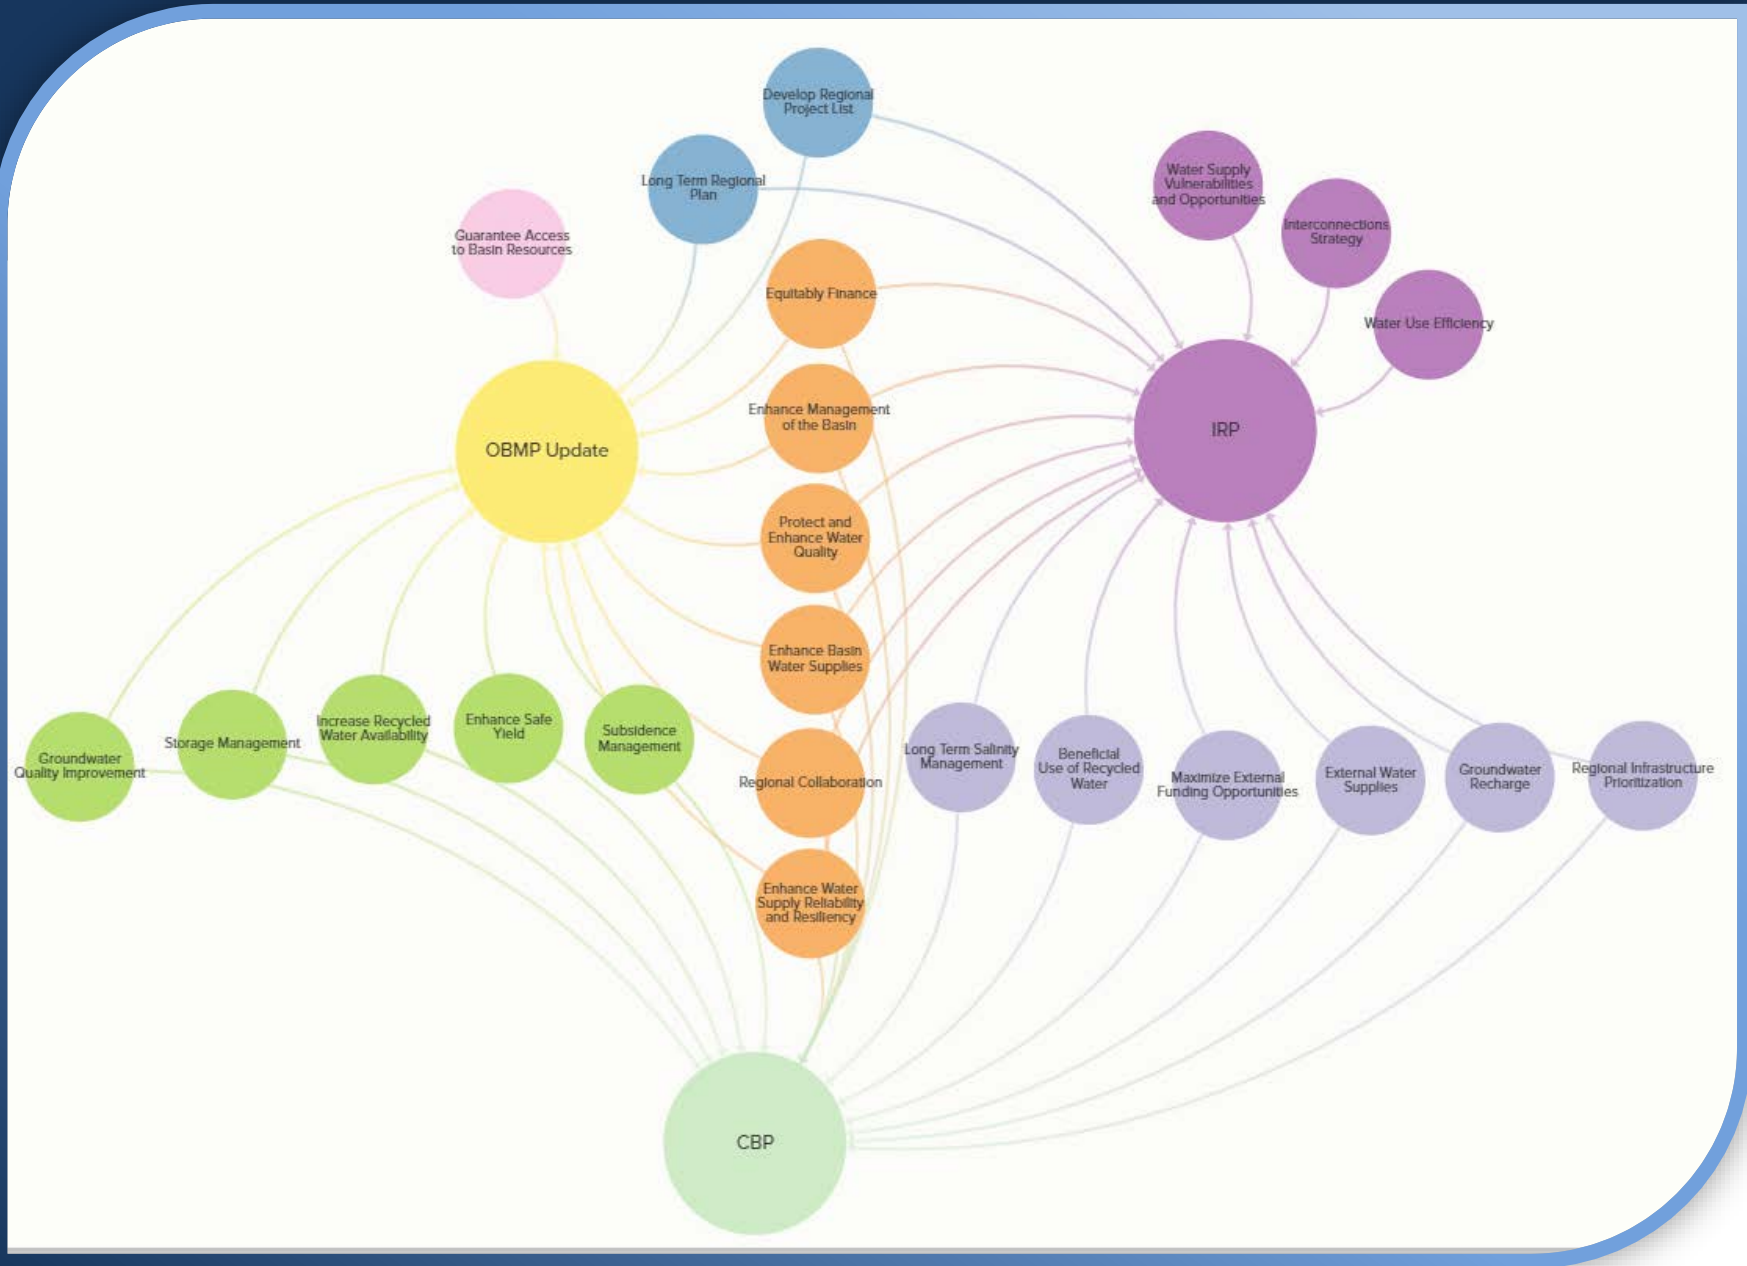 Develop Regional
Project List
Long Term Regional
Plan
Water Supply
Vulnerabilities
and Opportunities
Interconnections
Strategy
Guarantee Access
to Basin Resources
Equitably Finance
Water Use Efficiency
Enhance Management
of the Basin
OBMP Update
IRP
Protect and
Enhance Water
Quality
Enhance Basin
Water Supplies
Groundwater
Quality Improvement
Storage Management
Increase Recycled
Water Availability
Enhance Safe
Yield
Subsidence
Management
Regional Collaboration
Long Term Salinity
Management
Beneficial
Use of Recycled
Water
Maximize External
Funding Opportunities
External Water
Supplies
Groundwater
Recharge
Regional Infrastructure
Prioritization
Enhance Water
Supply Reliability
and Resiliency
CBP